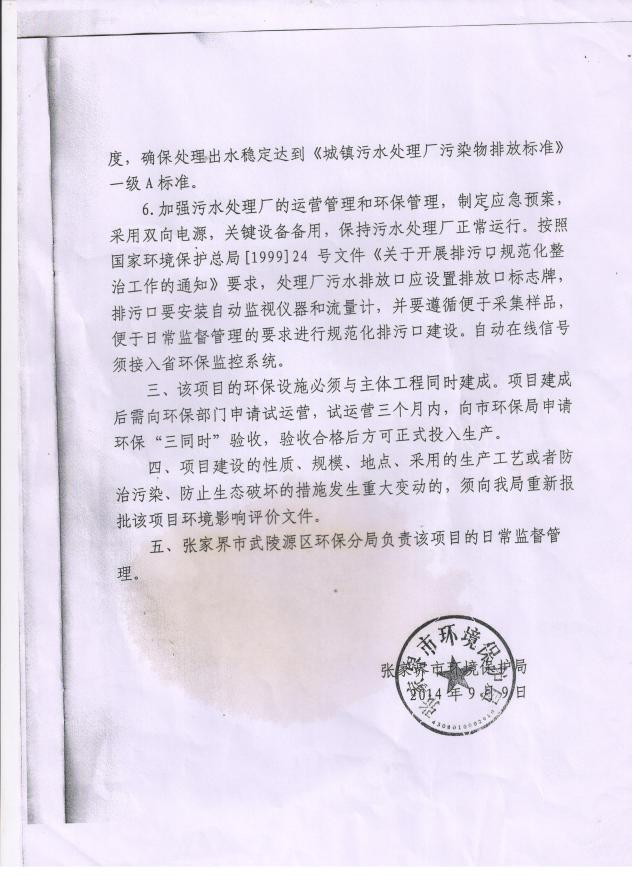 度，确保处理出水稳定达到《城镇污水处理厂污染物排放标准》
一级 A 标准。
6.加强污水处理厂的运营管理和环保管理，制定应急预案，
采用双向电源，关键设备备用，保持污水处理厂正常运行。按照
国家环境保护总局[1999]24 号文件《关于开展排污口规范化整
治工作的通知》要求，处理厂污水排放口应设置排放口标志牌，
排污口要安装自动监视仪器和流量计，并要遵循便于采集样品，
便于日常监督管理的要求进行规范化排污口建设。自动在线信号
须接入省环保监控系统。
三、该项目的环保设施必须与主体工程同时建成。项目建成
后需向环保部门申请试运营，试运营三个月内，向市环保局申请
环保“三同时”验收，验收合格后方可正式投入生产。
四、项目建设的性质、规模、地点、采用的生产工艺或者防
治污染、防止生态破坏的措施发生重大变动的，须向我局重新报
批该项目环境影响评价文件。
五、张家界市武陵源区环保分局负责该项目的日常监督管
理。
张家界市环境保护局
2014 年 9 月 9 日
张家界市环境保护局